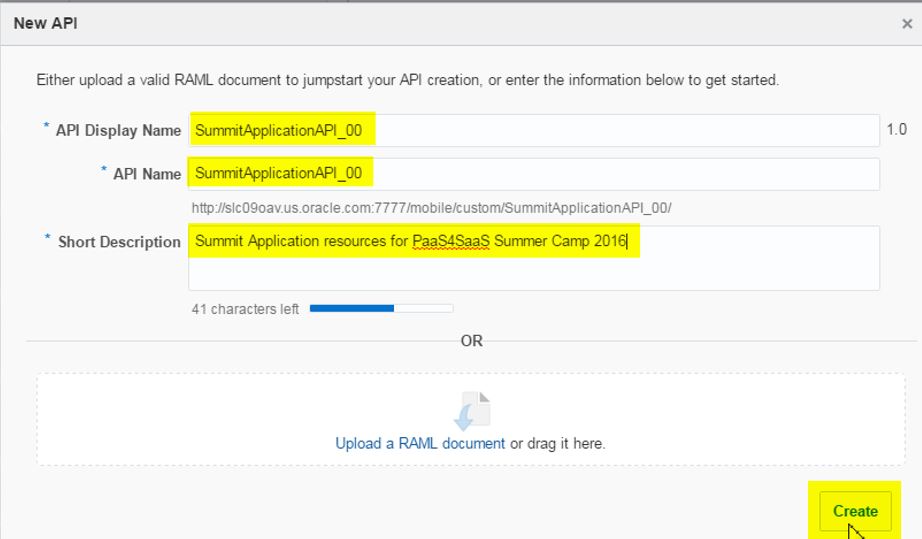 New API ×
Either upload a valid RAML document to jumpstart your API creation, or enter the information below to get started.
* API Display Name SummitApplicationAPI_00 1.0
* API Name SummitApplicationAPI_00
http://slc09oav.us.oracle.com:7777/mobile/custom/SummitApplicationAPI_00/
* Short Description Summit Application resources for PaaS4SaaS Summer Camp 2016
41 characters left
OR
Upload a RAML document or drag it here.
Create